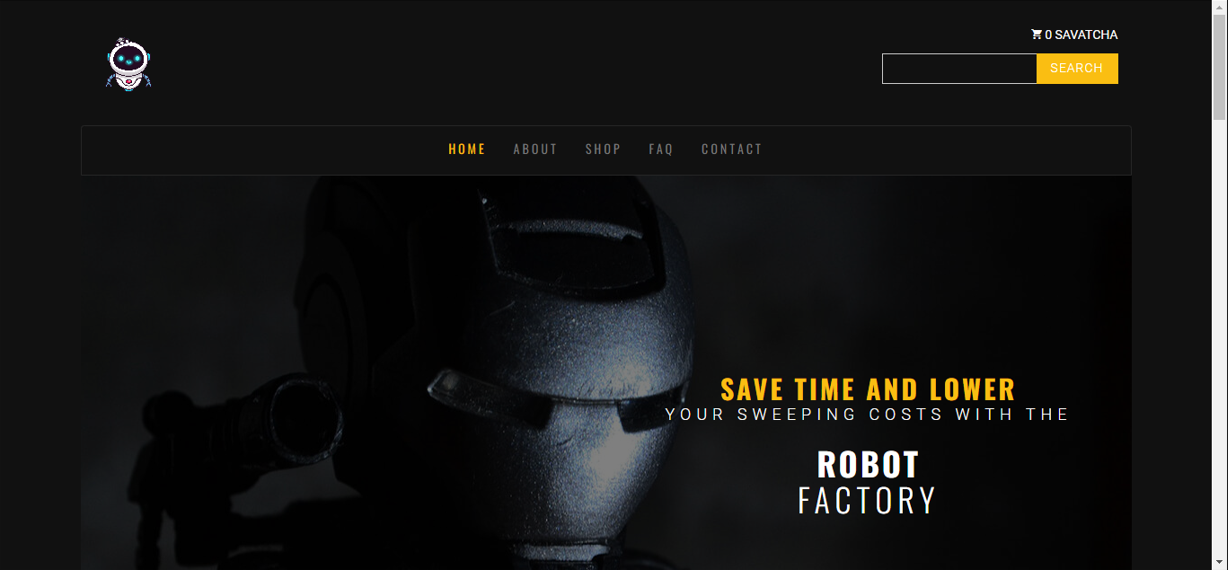 0 SAVATCHA
SEARCH
HOME ABOUT SHOP FAQ CONTACT
SAVE TIME AND LOWER
YOUR SWEEPING COSTS WITH THE
ROBOT
FACTORY